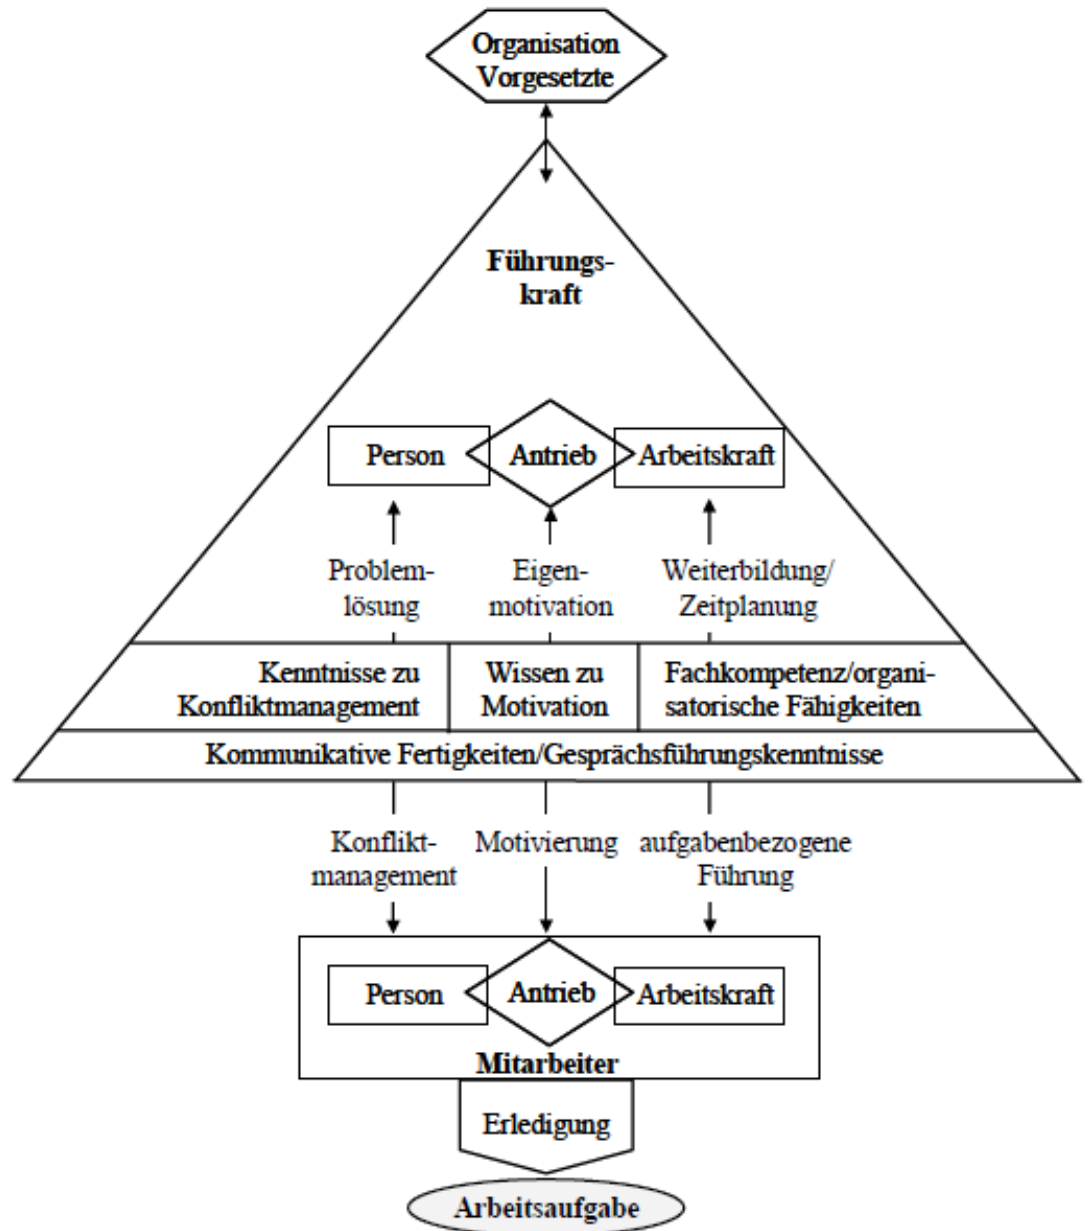 Organisation
Vorgesetzte
Führungs-
kraft
Person
Antrieb
Arbeitskraft
Problem-
lösung
Eigen-
motivation
Weiterbildung/
Zeitplanung
Kenntnisse zu
Konfliktmanagement
Wissen zu
Motivation
Fachkompetenz/organi-
satorische Fähigkeiten
Kommunikative Fertigkeiten/Gesprächsführungskenntnisse
Konflikt-
management
Motivierung
aufgabenbezogene
Führung
Person
Antrieb
Arbeitskraft
Mitarbeiter
Erledigung
Arbeitsaufgabe